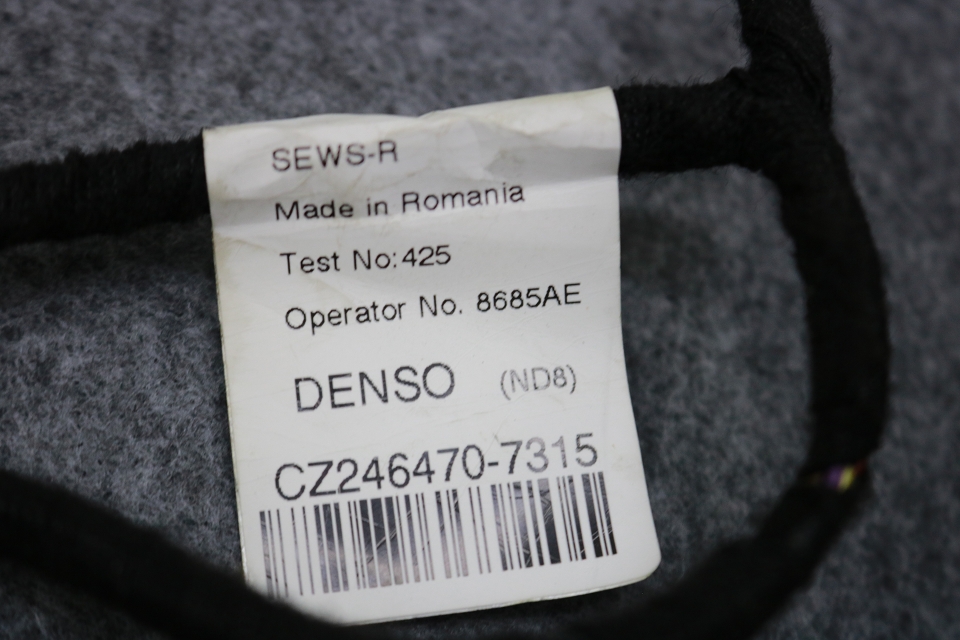 SEWS-R
Made in Romania
Test No:425
Operator No. 8685AE
DENSO (ND8)
CZ246470-7315